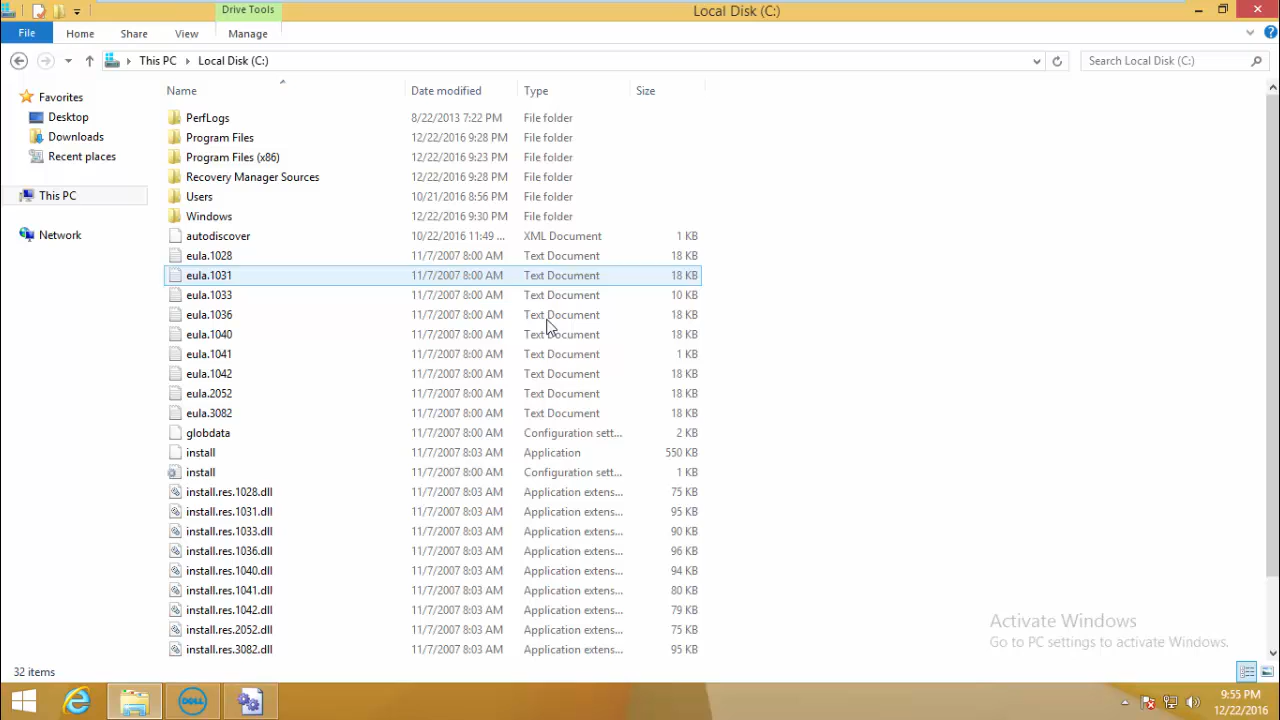 Drive Tools
Local Disk (C:)
File Home Share View Manage
This PC Local Disk (C:)
Search Local Disk (C:)
Name Date modified Type Size
Favorites
Desktop
Downloads
Recent places
This PC
Network
PerfLogs 8/22/2013 7:22 PM File folder
Program Files 12/22/2016 9:28 PM File folder
Program Files (x86) 12/22/2016 9:23 PM File folder
Recovery Manager Sources 12/22/2016 9:28 PM File folder
Users 10/21/2016 8:56 PM File folder
Windows 12/22/2016 9:30 PM File folder
autodiscover 10/22/2016 11:49 ... XML Document 1 KB
eula.1028 11/7/2007 8:00 AM Text Document 18 KB
eula.1031 11/7/2007 8:00 AM Text Document 18 KB
eula.1033 11/7/2007 8:00 AM Text Document 10 KB
eula.1036 11/7/2007 8:00 AM Text Document 18 KB
eula.1040 11/7/2007 8:00 AM Text Document 18 KB
eula.1041 11/7/2007 8:00 AM Text Document 1 KB
eula.1042 11/7/2007 8:00 AM Text Document 18 KB
eula.2052 11/7/2007 8:00 AM Text Document 18 KB
eula.3082 11/7/2007 8:00 AM Text Document 18 KB
globdata 11/7/2007 8:00 AM Configuration sett... 2 KB
install 11/7/2007 8:03 AM Application 550 KB
install 11/7/2007 8:00 AM Configuration sett... 1 KB
install.res.1028.dll 11/7/2007 8:03 AM Application extens... 75 KB
install.res.1031.dll 11/7/2007 8:03 AM Application extens... 95 KB
install.res.1033.dll 11/7/2007 8:03 AM Application extens... 90 KB
install.res.1036.dll 11/7/2007 8:03 AM Application extens... 96 KB
install.res.1040.dll 11/7/2007 8:03 AM Application extens... 94 KB
install.res.1041.dll 11/7/2007 8:03 AM Application extens... 80 KB
install.res.1042.dll 11/7/2007 8:03 AM Application extens... 79 KB
install.res.2052.dll 11/7/2007 8:03 AM Application extens... 75 KB
install.res.3082.dll 11/7/2007 8:03 AM Application extens... 95 KB
Activate Windows
Go to PC settings to activate Windows.
32 items
DELL
9:55 PM
12/22/2016